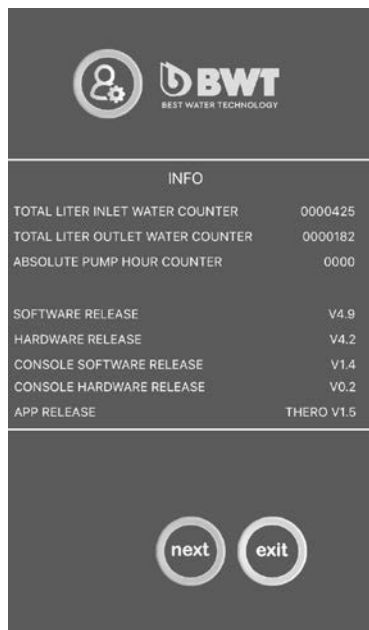 BWT
BEST WATER TECHNOLOGY
INFO
TOTAL LITER INLET WATER COUNTER 0000425
TOTAL LITER OUTLET WATER COUNTER 0000182
ABSOLUTE PUMP HOUR COUNTER 0000
SOFTWARE RELEASE V4.9
HARDWARE RELEASE V4.2
CONSOLE SOFTWARE RELEASE V1.4
CONSOLE HARDWARE RELEASE V0.2
APP RELEASE THERO V1.5
next exit